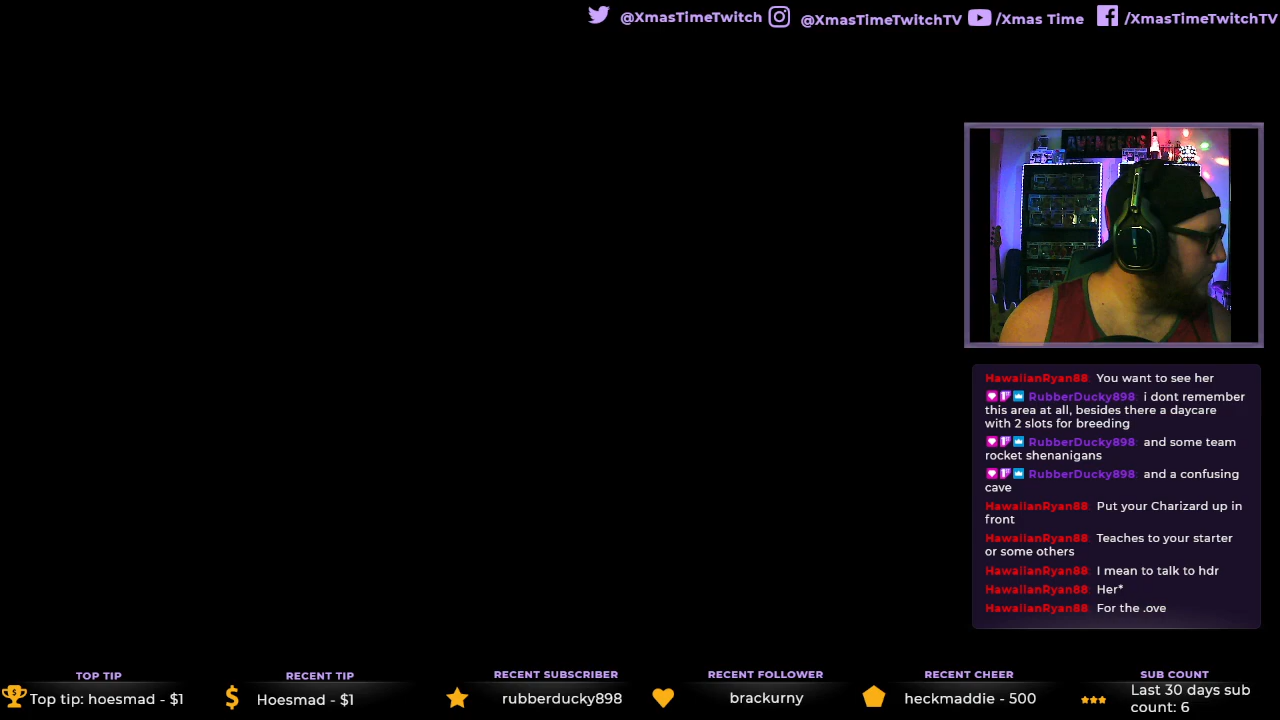 @XmasTimeTwitch @XmasTimeTwitchTV /Xmas Time /XmasTimeTwitchTV
AVENGERS
HawaiianRyan88: You want to see her
RubberDucky898: i dont remember
this area at all, besides there a daycare
with 2 slots for breeding
RubberDucky898: and some team
rocket shenanigans
RubberDucky898: and a confusing
cave
HawaiianRyan88: Put your Charizard up in
front
HawaiianRyan88: Teaches to your starter
or some others
HawaiianRyan88: I mean to talk to hdr
HawaiianRyan88: Her*
HawaiianRyan88: For the .ove
TOP TIP
Top tip: hoesmad - $1
RECENT TIP
Hoesmad - $1
RECENT SUBSCRIBER
rubberducky898
RECENT FOLLOWER
brackurny
RECENT CHEER
heckmaddie - 500
SUB COUNT
Last 30 days sub
count: 6